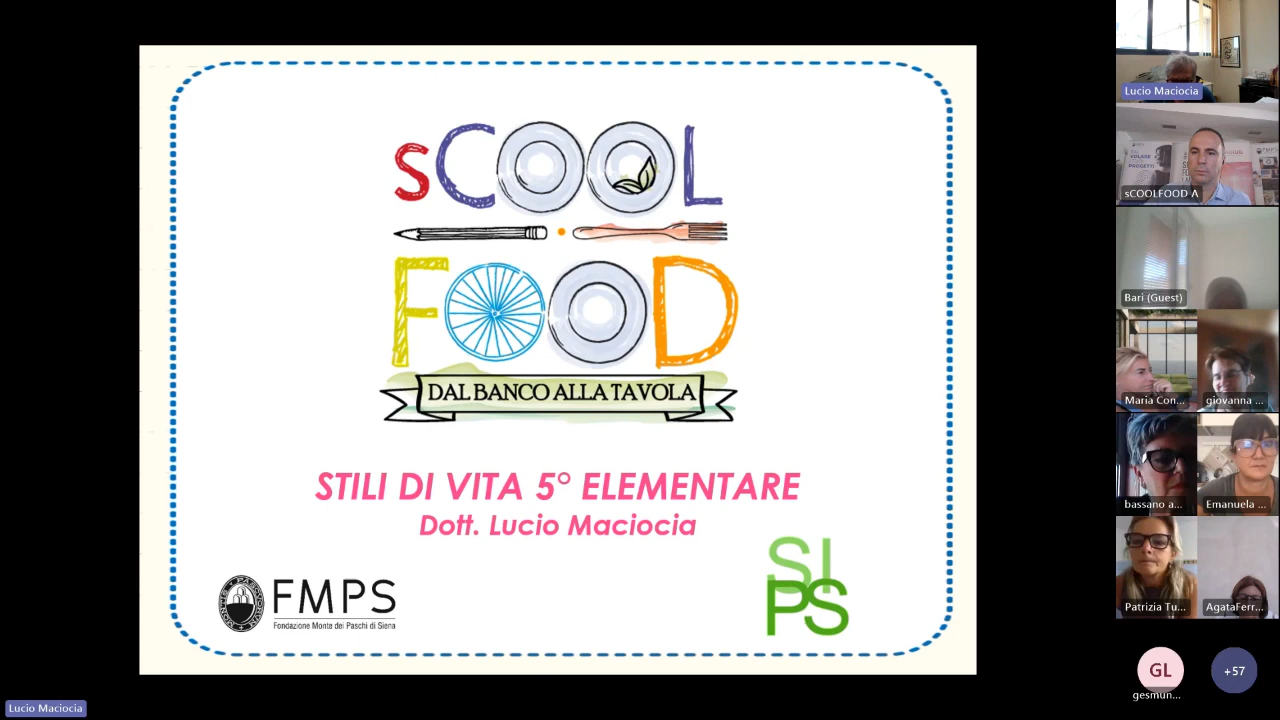 sCOOL
FOOD
DAL BANCO ALLA TAVOLA
STILI DI VITA 5° ELEMENTARE
Dott. Lucio Maciocia
FMPS
Fondazione Monte dei Paschi di Siena
SI
PS
Lucio Maciocia
Lucio Maciocia
sCOOLFOOD A
Bari (Guest)
Maria Con...
giovanna ...
bassano a...
Emanuela ...
Patrizia Tu...
AgataFerr...
GL
gesmun...
+57